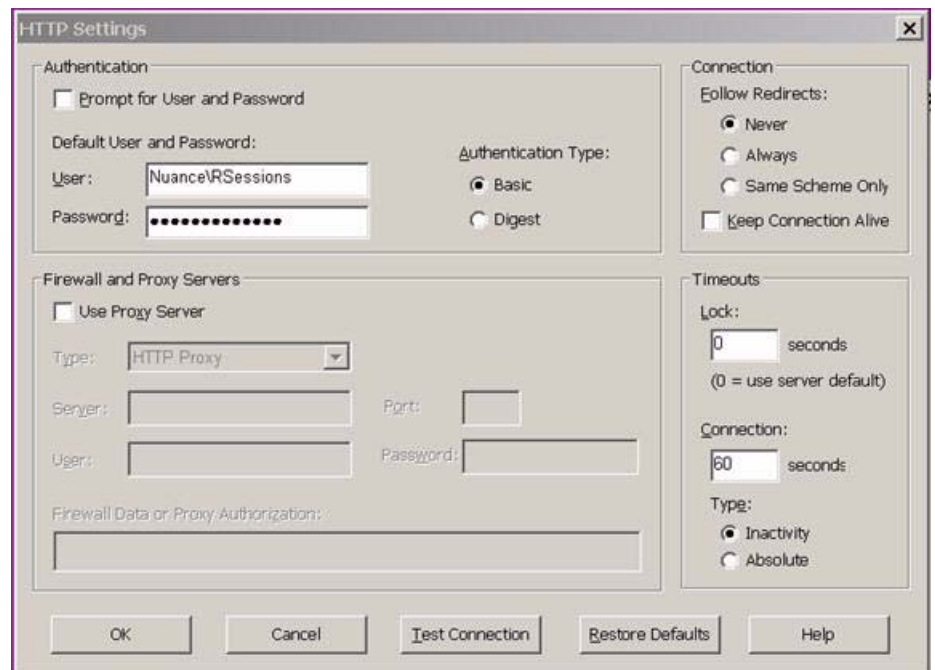 HTTP Settings
Authentication
Prompt for User and Password
Default User and Password:
User: Nuance\RSessions
Password: •••••••••••••
Authentication Type:
Basic
Digest
Connection
Follow Redirects:
Never
Always
Same Scheme Only
Keep Connection Alive
Firewall and Proxy Servers
Use Proxy Server
Type: HTTP Proxy
Server:
Port:
User:
Password:
Firewall Data or Proxy Authorization:
Timeouts
Lock:
0 seconds
(0 = use server default)
Connection:
60 seconds
Type:
Inactivity
Absolute
OK
Cancel
Test Connection
Restore Defaults
Help